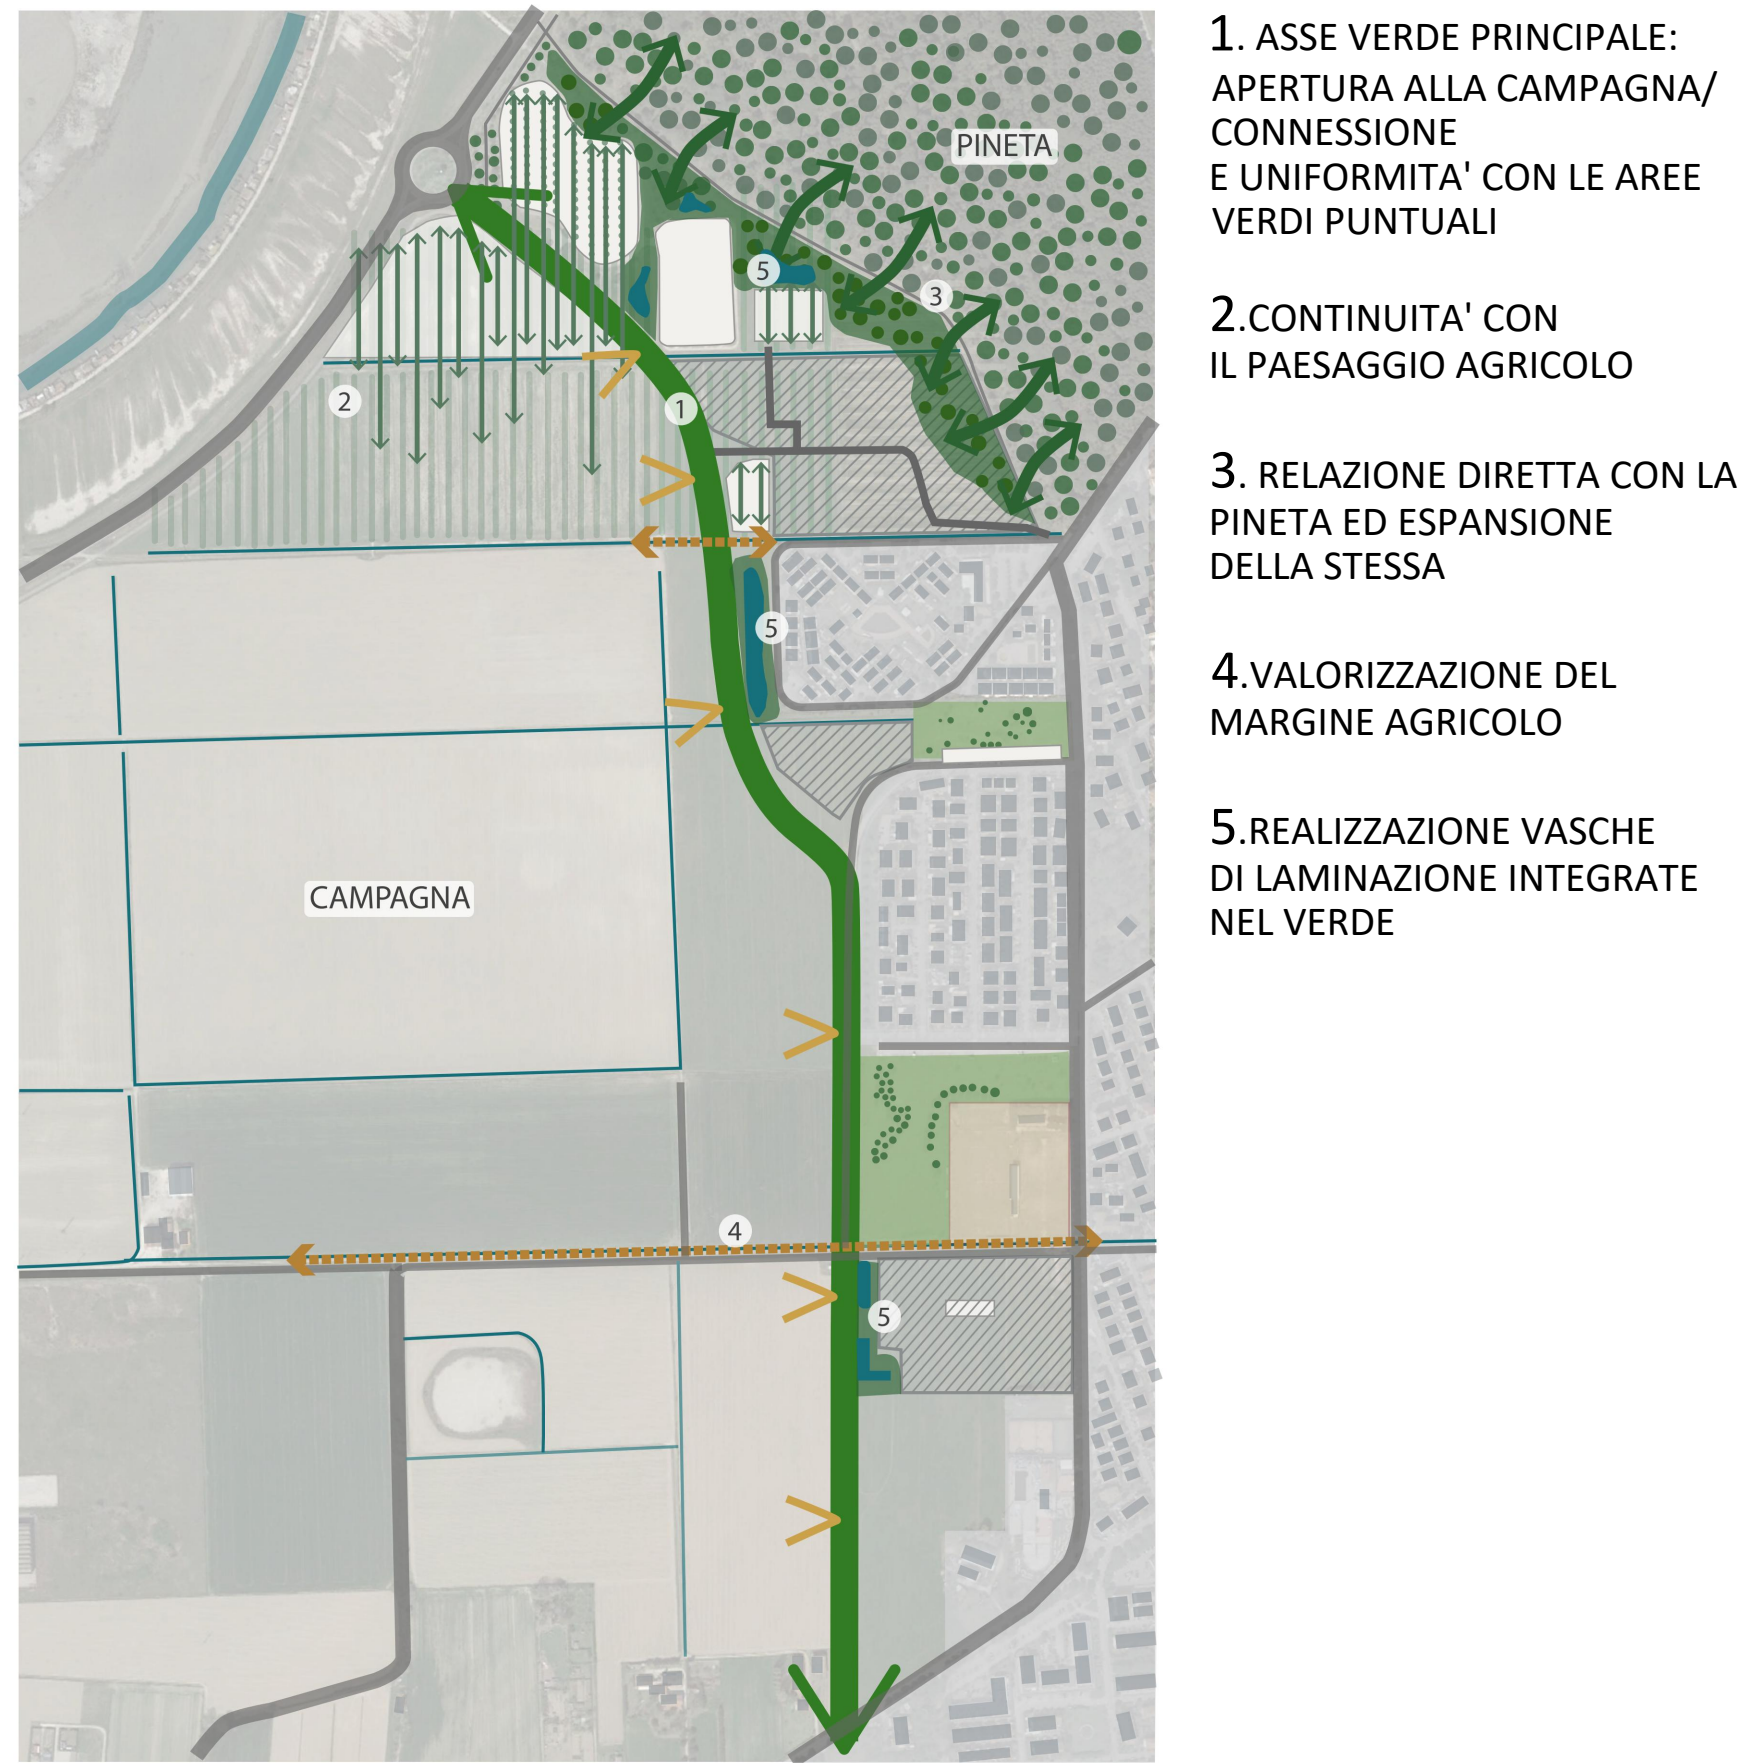 1. ASSE VERDE PRINCIPALE:
APERTURA ALLA CAMPAGNA/
CONNESSIONE
E UNIFORMITA' CON LE AREE
VERDI PUNTUALI
2.CONTINUITA' CON
IL PAESAGGIO AGRICOLO
3. RELAZIONE DIRETTA CON LA
PINETA ED ESPANSIONE
DELLA STESSA
4.VALORIZZAZIONE DEL
MARGINE AGRICOLO
5.REALIZZAZIONE VASCHE
DI LAMINAZIONE INTEGRATE
NEL VERDE
PINETA
5
3
2
1
5
CAMPAGNA
4
5